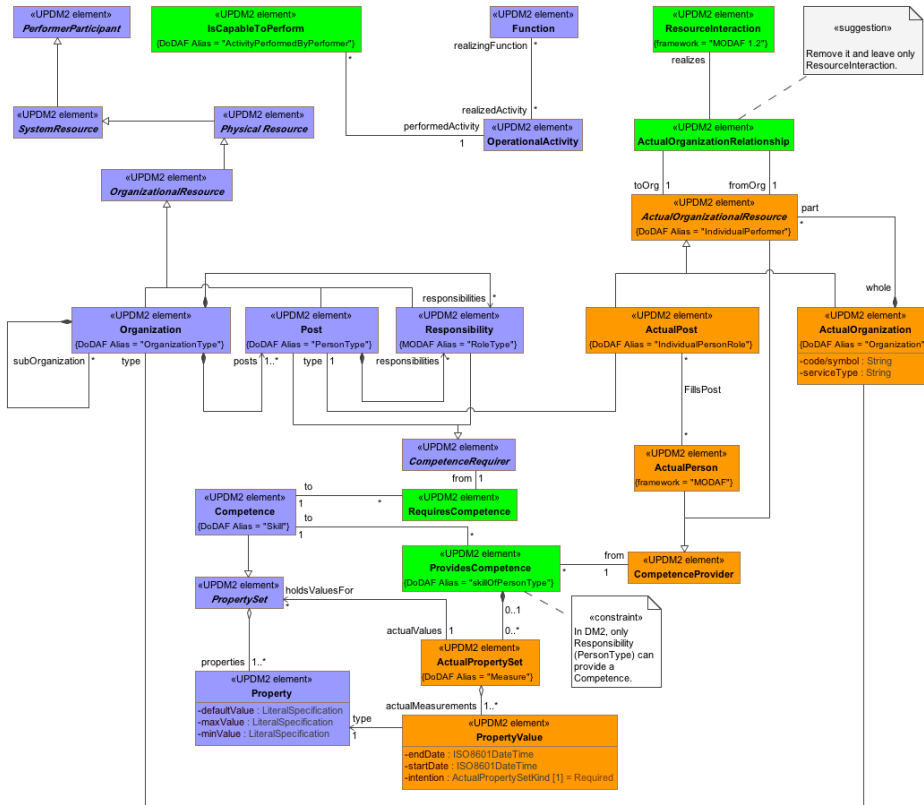 «UPDM2 element»
PerformerParticipant
«UPDM2 element»
IsCapableToPerform
{DoDAF Alias = "ActivityPerformedByPerformer"}
«UPDM2 element»
Function
«UPDM2 element»
ResourceInteraction
{framework = "MODAF 1.2"}
«suggestion»
Remove it and leave only
ResourceInteraction.
realizingFunction
*
realizes
*
«UPDM2 element»
SystemResource
«UPDM2 element»
Physical Resource
realizedActivity
*
performedActivity
1
«UPDM2 element»
OperationalActivity
«UPDM2 element»
ActualOrganizationRelationship
«UPDM2 element»
OrganizationalResource
toOrg
1
fromOrg
1
«UPDM2 element»
ActualOrganizationalResource
{DoDAF Alias = "IndividualPerformer"}
part
*
whole
responsibilities
*
«UPDM2 element»
Organization
{DoDAF Alias = "OrganizationType"}
«UPDM2 element»
Post
{DoDAF Alias = "PersonType"}
«UPDM2 element»
Responsibility
{MODAF Alias = "RoleType"}
«UPDM2 element»
ActualPost
{DoDAF Alias = "IndividualPersonRole"}
«UPDM2 element»
ActualOrganization
{DoDAF Alias = "Organization"
-code/symbol : String
-serviceType : String
subOrganization
*
type
posts
1..*
type
1
responsibilities
*
*
FillsPost
*
«UPDM2 element»
CompetenceRequirer
from
1
«UPDM2 element»
ActualPerson
{framework = "MODAF"}
«UPDM2 element»
Competence
{DoDAF Alias = "Skill"}
to
1
*
«UPDM2 element»
RequiresCompetence
to
1
*
«UPDM2 element»
ProvidesCompetence
{DoDAF Alias = "skillOfPersonType"}
from
*
1
«UPDM2 element»
CompetenceProvider
«UPDM2 element»
PropertySet
holdsValuesFor
*
0..1
«constraint»
In DM2, only
Responsibility
(PersonType) can
provide a
Competence.
actualValues
1
0..*
«UPDM2 element»
ActualPropertySet
{DoDAF Alias = "Measure"}
properties
1..*
«UPDM2 element»
Property
-defaultValue : LiteralSpecification
-maxValue : LiteralSpecification
-minValue : LiteralSpecification
actualMeasurements
1..*
type
1
«UPDM2 element»
PropertyValue
-endDate : ISO8601DateTime
-startDate : ISO8601DateTime
-intention : ActualPropertySetKind [1] = Required